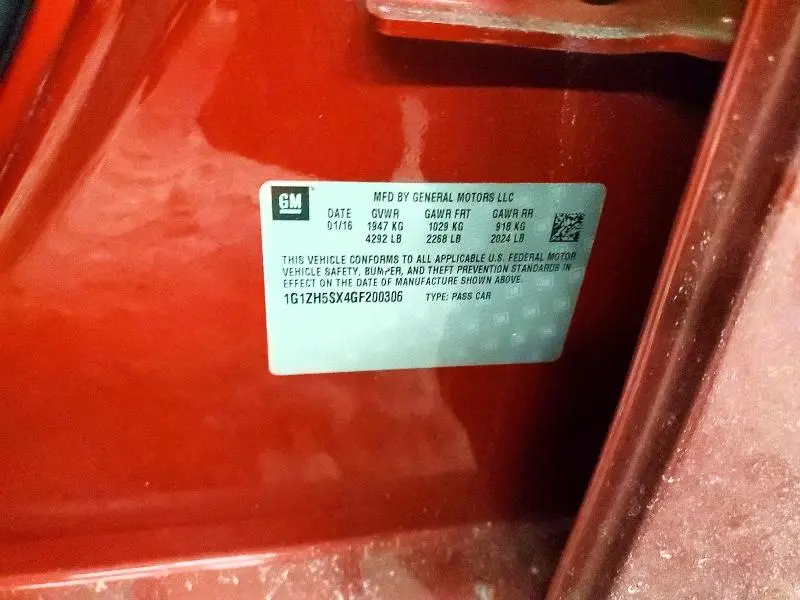 GM
MFD BY GENERAL MOTORS LLC
DATE GVWR GAWR FRT GAWR RR
01/16 1947 KG 1029 KG 918 KG
4292 LB 2268 LB 2024 LB
THIS VEHICLE CONFORMS TO ALL APPLICABLE U.S. FEDERAL MOTOR
VEHICLE SAFETY, BUMPER, AND THEFT PREVENTION STANDARDS IN
EFFECT ON THE DATE OF MANUFACTURE SHOWN ABOVE.
1G1ZH5SX4GF200306 TYPE: PASS CAR